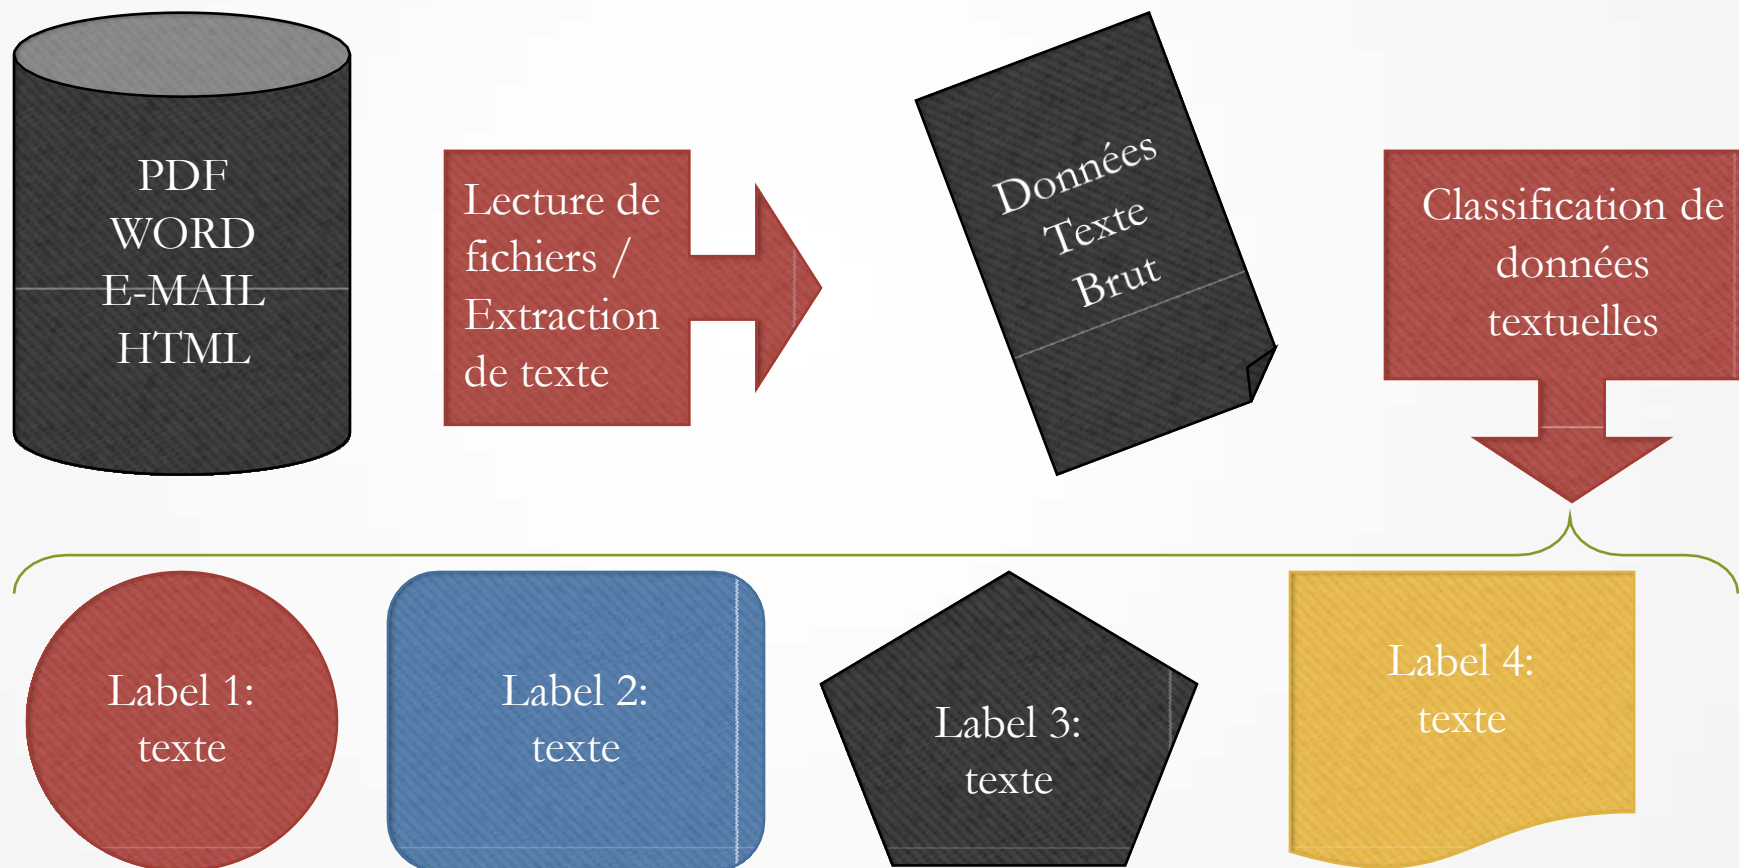 PDF
WORD
E-MAIL
HTML
Lecture de
fichiers /
Extraction
de texte
Données
Texte
Brut
Classification de
données
textuelles
Label 1:
texte
Label 2:
texte
Label 3:
texte
Label 4:
texte